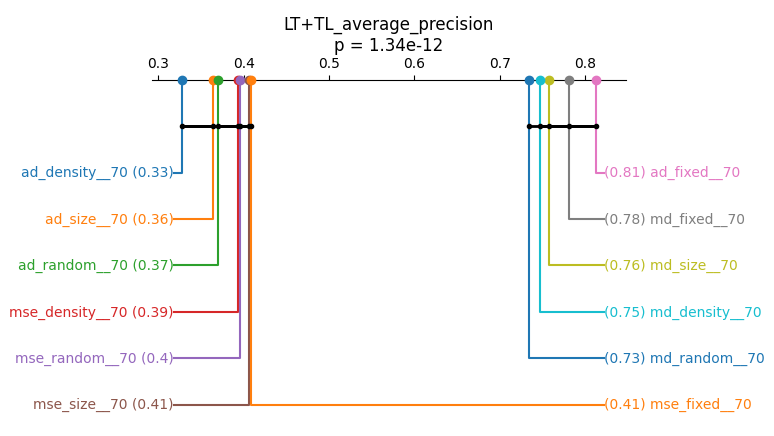 LT+TL_average_precision
p = 1.34e-12
0.3 0.4 0.5 0.6 0.7 0.8
ad_density__70 (0.33) (0.81) ad_fixed__70
ad_size__70 (0.36) (0.78) md_fixed__70
ad_random__70 (0.37) (0.76) md_size__70
mse_density__70 (0.39) (0.75) md_density__70
mse_random__70 (0.4) (0.73) md_random__70
mse_size__70 (0.41) (0.41) mse_fixed__70